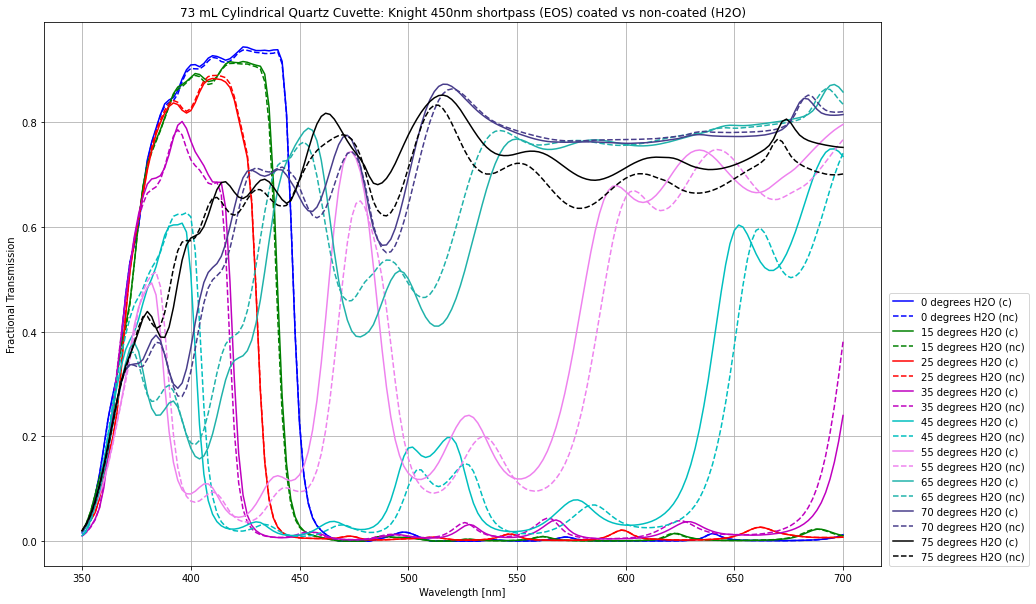 73 mL Cylindrical Quartz Cuvette: Knight 450nm shortpass (EOS) coated vs non-coated (H2O)
Fractional Transmission
0.8
0.6
0.4
0.2
0.0
350
400
450
500
550
600
650
700
Wavelength [nm]
0 degrees H2O (c)
0 degrees H2O (nc)
15 degrees H2O (c)
15 degrees H2O (nc)
25 degrees H2O (c)
25 degrees H2O (nc)
35 degrees H2O (c)
35 degrees H2O (nc)
45 degrees H2O (c)
45 degrees H2O (nc)
55 degrees H2O (c)
55 degrees H2O (nc)
65 degrees H2O (c)
65 degrees H2O (nc)
70 degrees H2O (c)
70 degrees H2O (nc)
75 degrees H2O (c)
75 degrees H2O (nc)